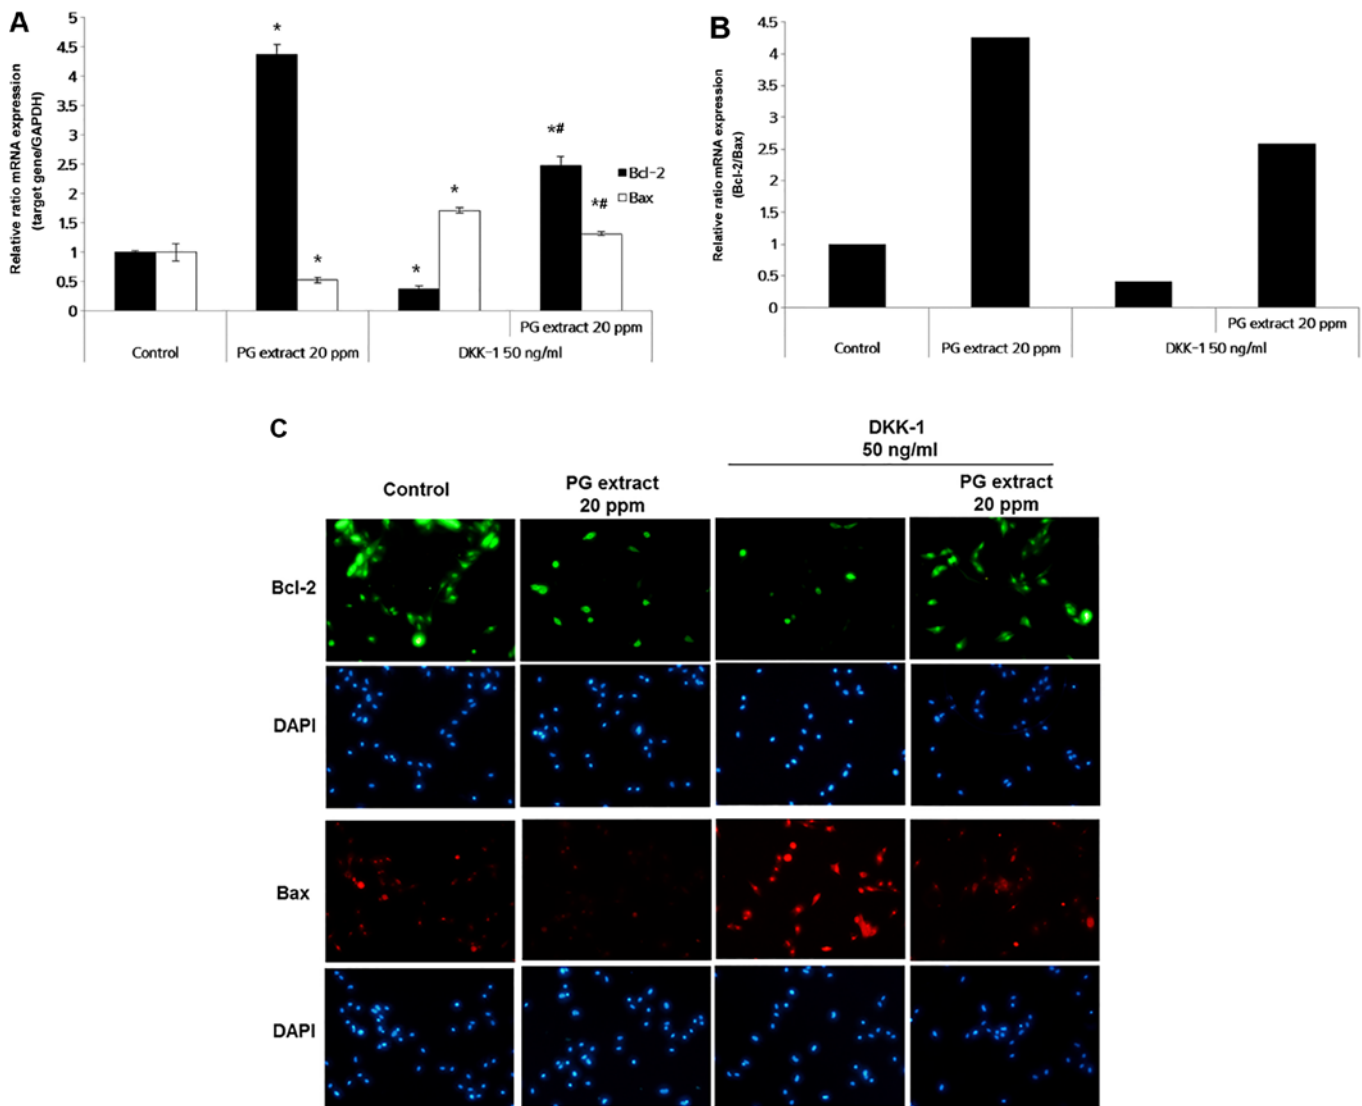 A
Relative ratio mRNA expression
(target gene/GAPDH)
5
4.5
4
3.5
3
2.5
2
1.5
1
0.5
0
*
*
*
*
*#
*#
Bcl-2
Bax
PG extract 20 ppm
Control
PG extract 20 ppm
DKK-1 50 ng/ml
B
Relative ratio mRNA expression
(Bcl-2/Bax)
4.5
4
3.5
3
2.5
2
1.5
1
0.5
0
PG extract 20 ppm
Control
PG extract 20 ppm
DKK-1 50 ng/ml
C
DKK-1
50 ng/ml
Control
PG extract
20 ppm
PG extract
20 ppm
Bcl-2
DAPI
Bax
DAPI